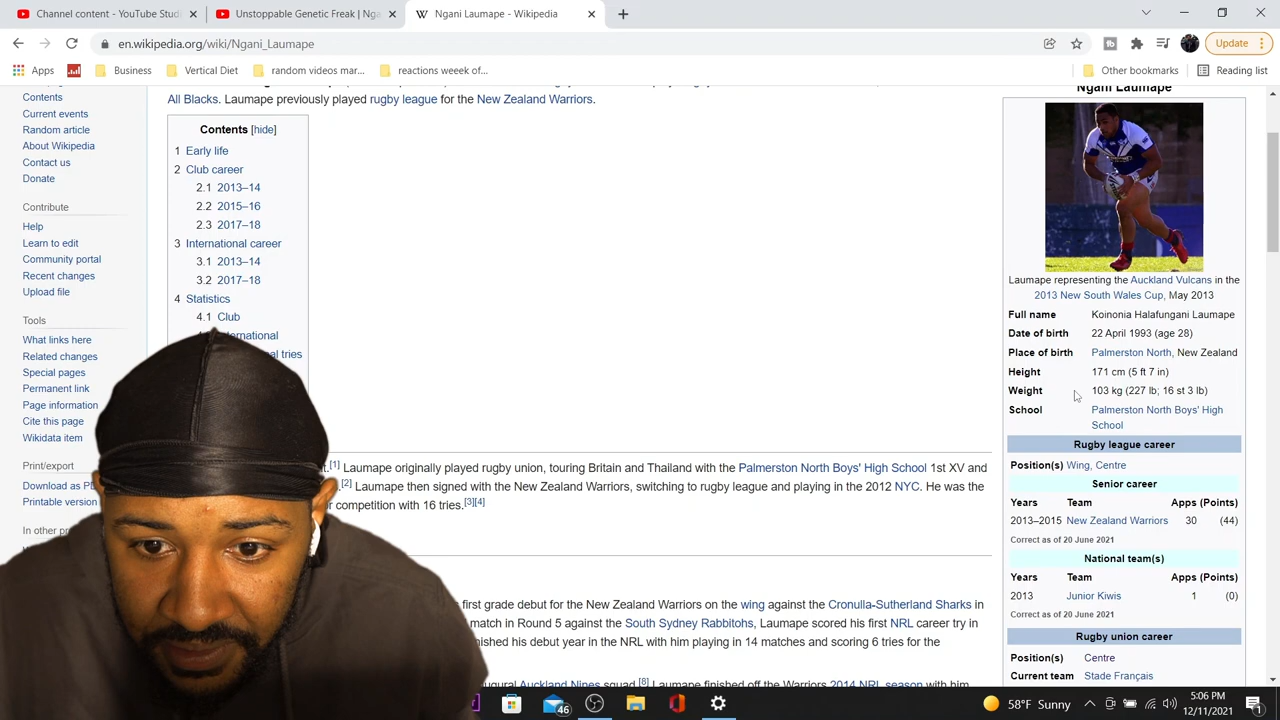 Channel content - YouTube Studi
Unstoppable Genetic Freak | Nga
Ngani Laumape - Wikipedia
en.wikipedia.org/wiki/Ngani_Laumape
Update
Apps
Business
Vertical Diet
random videos mar...
reactions weeek of...
Other bookmarks
Reading list
Contents
Current events
Random article
About Wikipedia
Contact us
Donate
Contribute
Help
Learn to edit
Community portal
Recent changes
Upload file
Tools
What links here
Related changes
Special pages
Permanent link
Page information
Cite this page
Wikidata item
Print/export
Download as PD
Printable version
In other pr
All Blacks. Laumape previously played rugby league for the New Zealand Warriors.
Contents [hide]
1 Early life
2 Club career
2.1 2013–14
2.2 2015–16
2.3 2017–18
3 International career
3.1 2013–14
3.2 2017–18
4 Statistics
4.1 Club
ternational
al tries
t.[1] Laumape originally played rugby union, touring Britain and Thailand with the Palmerston North Boys' High School 1st XV and
.[2] Laumape then signed with the New Zealand Warriors, switching to rugby league and playing in the 2012 NYC. He was the
r competition with 16 tries.[3][4]
first grade debut for the New Zealand Warriors on the wing against the Cronulla-Sutherland Sharks in
match in Round 5 against the South Sydney Rabbitohs, Laumape scored his first NRL career try in
nished his debut year in the NRL with him playing in 14 matches and scoring 6 tries for the
augural Auckland Nines squad.[8] Laumape finished off the Warriors 2014 NRL season with him
Ngani Laumape
Laumape representing the Auckland Vulcans in the
2013 New South Wales Cup, May 2013
Full name Koinonia Halafungani Laumape
Date of birth 22 April 1993 (age 28)
Place of birth Palmerston North, New Zealand
Height 171 cm (5 ft 7 in)
Weight 103 kg (227 lb; 16 st 3 lb)
School Palmerston North Boys' High
School
Rugby league career
Position(s) Wing, Centre
Senior career
Years Team Apps (Points)
2013–2015 New Zealand Warriors 30 (44)
Correct as of 20 June 2021
National team(s)
Years Team Apps (Points)
2013 Junior Kiwis 1 (0)
Correct as of 20 June 2021
Rugby union career
Position(s) Centre
Current team Stade Français
46
58°F Sunny
5:06 PM
12/11/2021
1